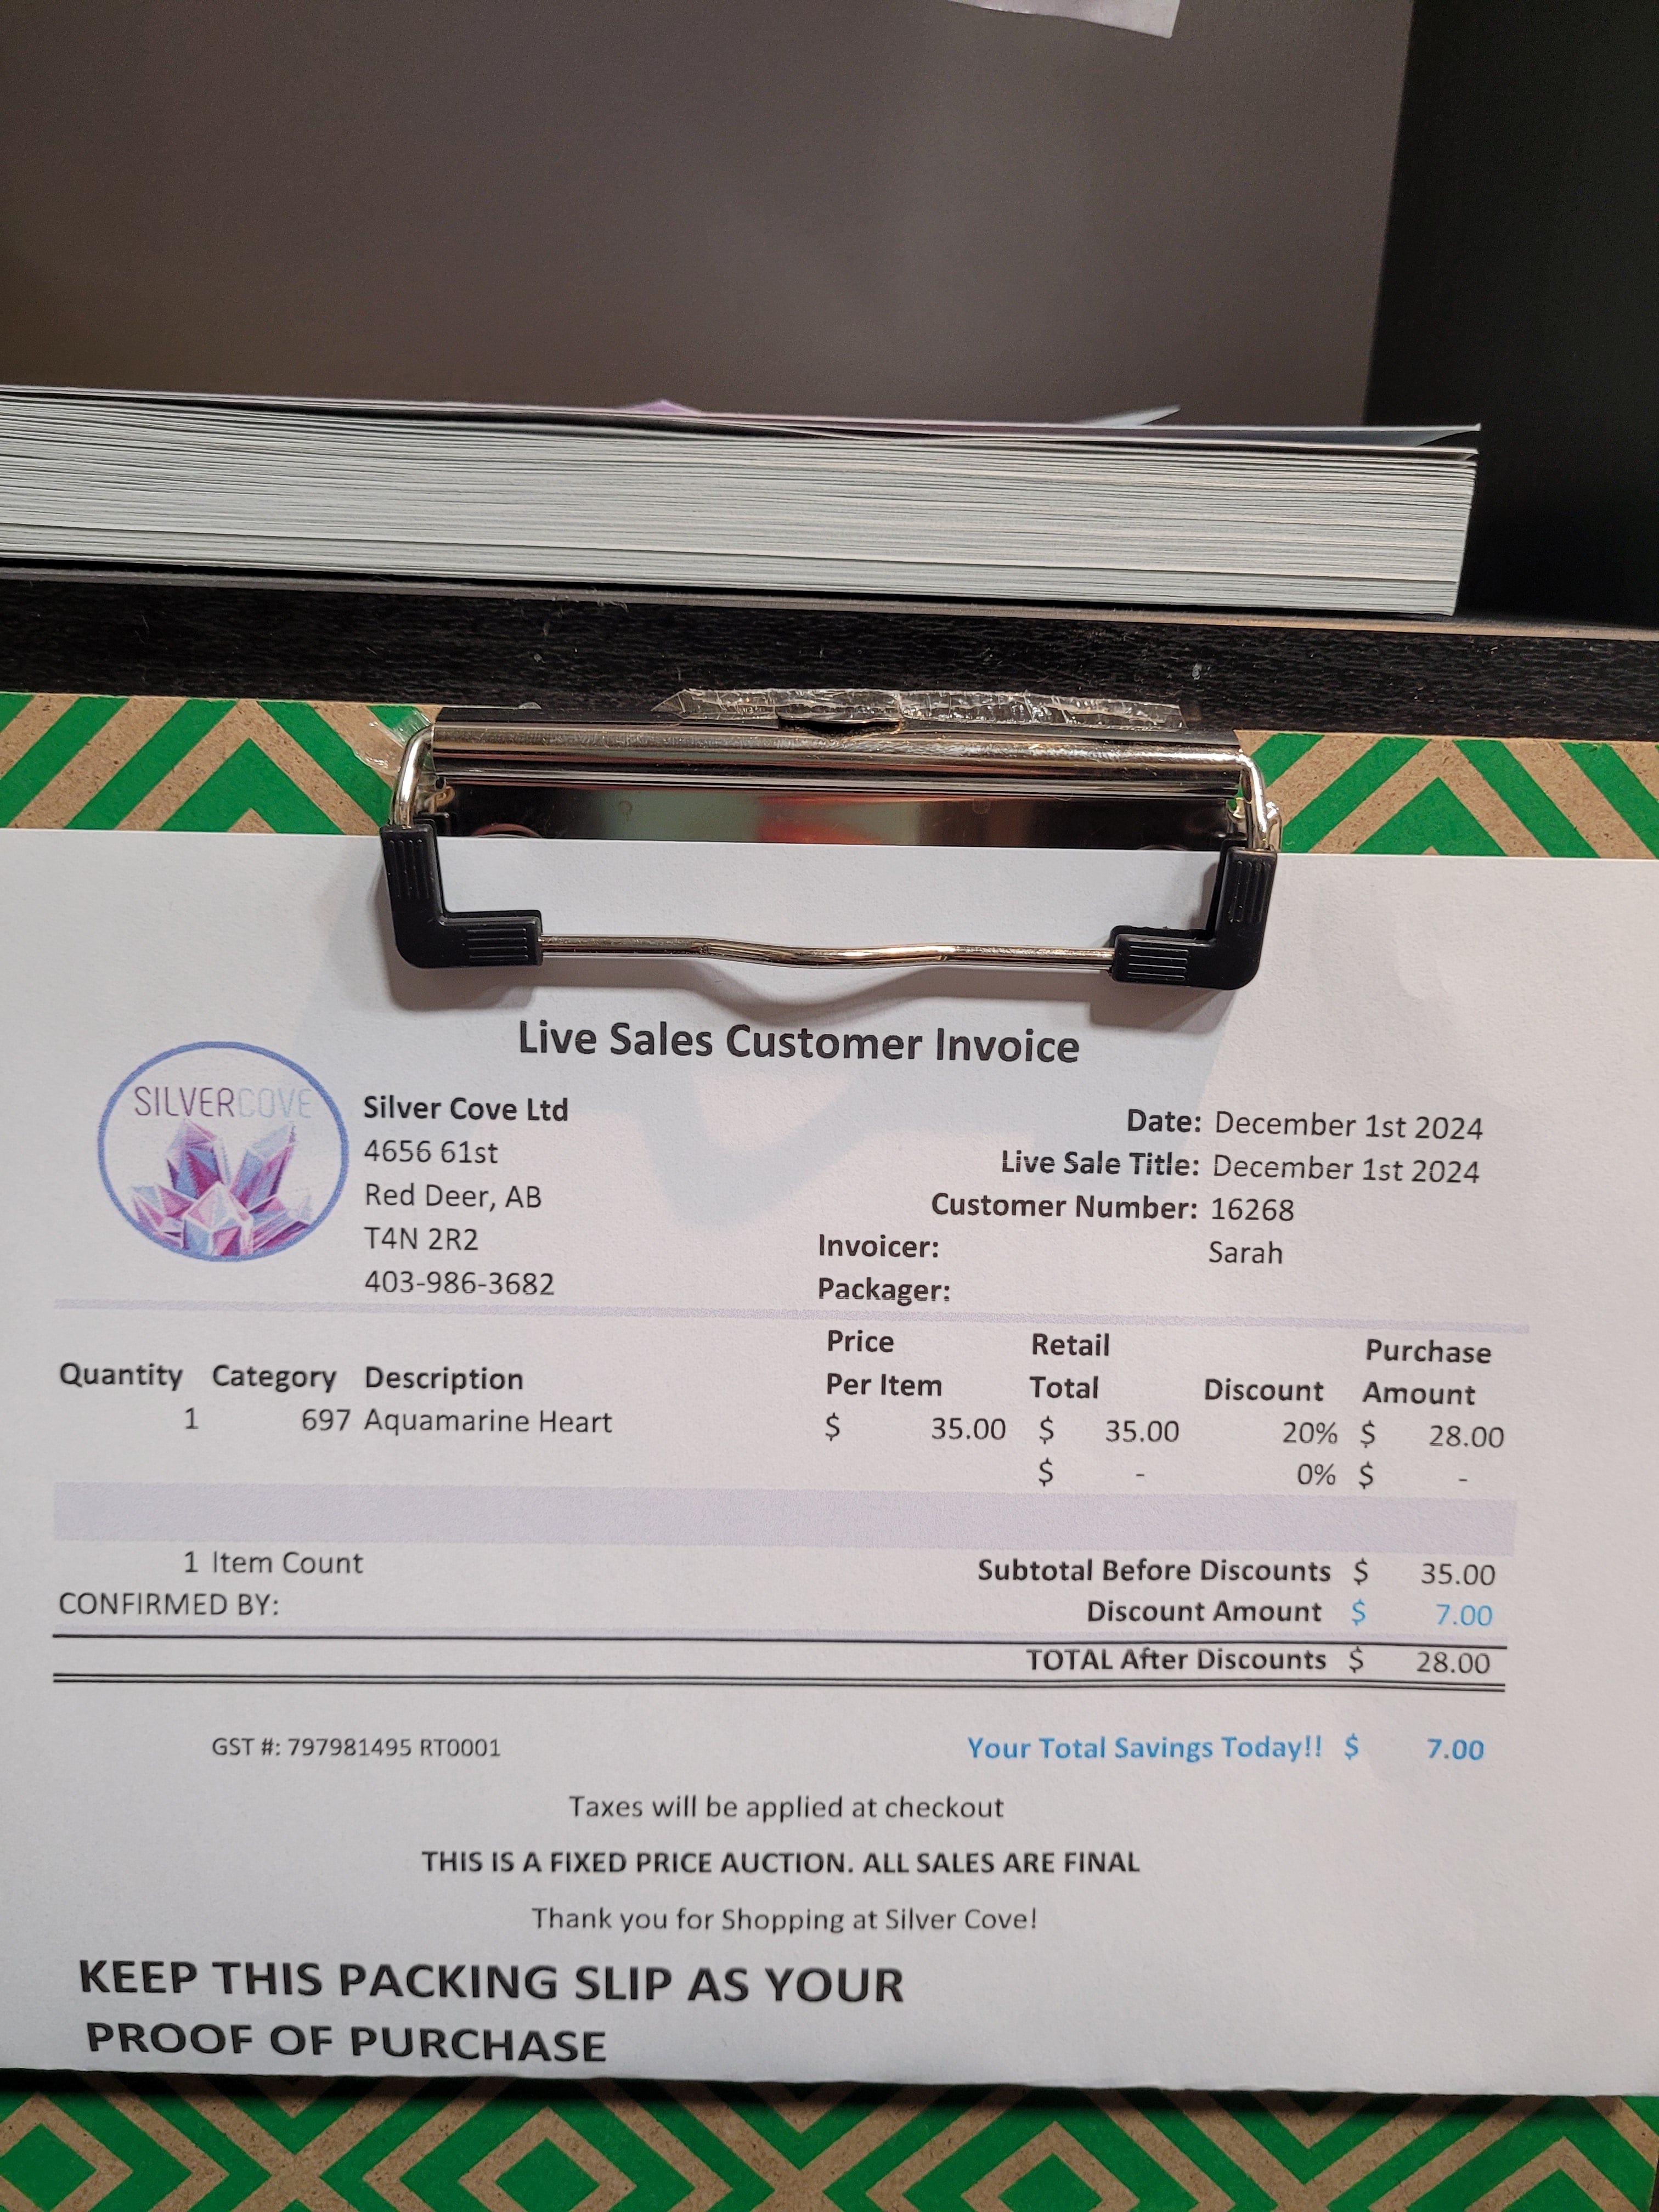 Live Sales Customer Invoice
SILVERCOVE
Silver Cove Ltd
4656 61st
Red Deer, AB
T4N 2R2
403-986-3682
Date: December 1st 2024
Live Sale Title: December 1st 2024
Customer Number: 16268
Invoicer: Sarah
Packager:
Quantity Category Description Price Per Item Retail Total Discount Purchase Amount
1 697 Aquamarine Heart $ 35.00 $ 35.00 20% $ 28.00
$ - 0% $ -
1 Item Count Subtotal Before Discounts $ 35.00
CONFIRMED BY: Discount Amount $ 7.00
TOTAL After Discounts $ 28.00
GST #: 797981495 RT0001 Your Total Savings Today!! $ 7.00
Taxes will be applied at checkout
THIS IS A FIXED PRICE AUCTION. ALL SALES ARE FINAL
Thank you for Shopping at Silver Cove!
KEEP THIS PACKING SLIP AS YOUR
PROOF OF PURCHASE